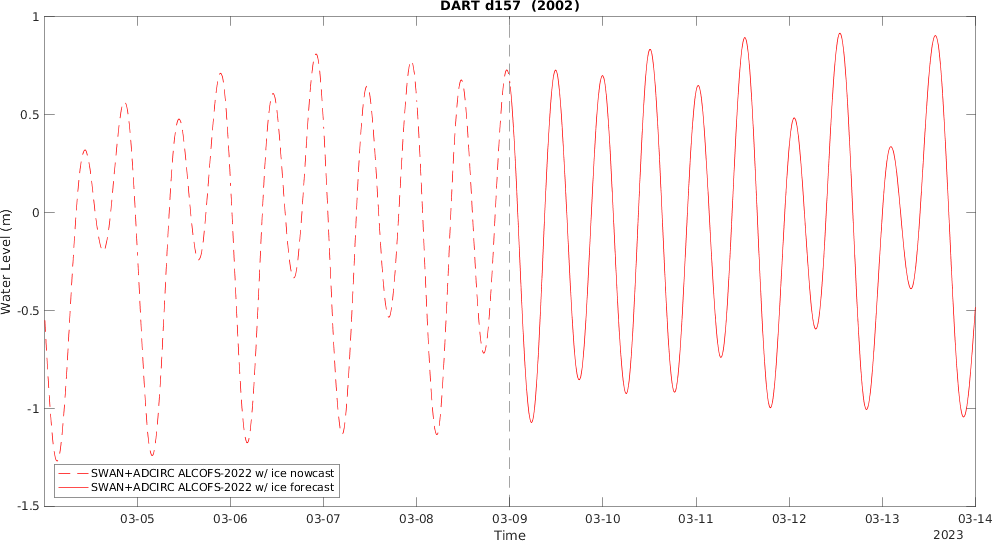 DART d157  (2002)
1
0.5
0
-0.5
-1
-1.5
Water Level (m)
SWAN+ADCIRC ALCOFS-2022 w/ ice nowcast
SWAN+ADCIRC ALCOFS-2022 w/ ice forecast
03-05 03-06 03-07 03-08 03-09 03-10 03-11 03-12 03-13 03-14
Time
2023